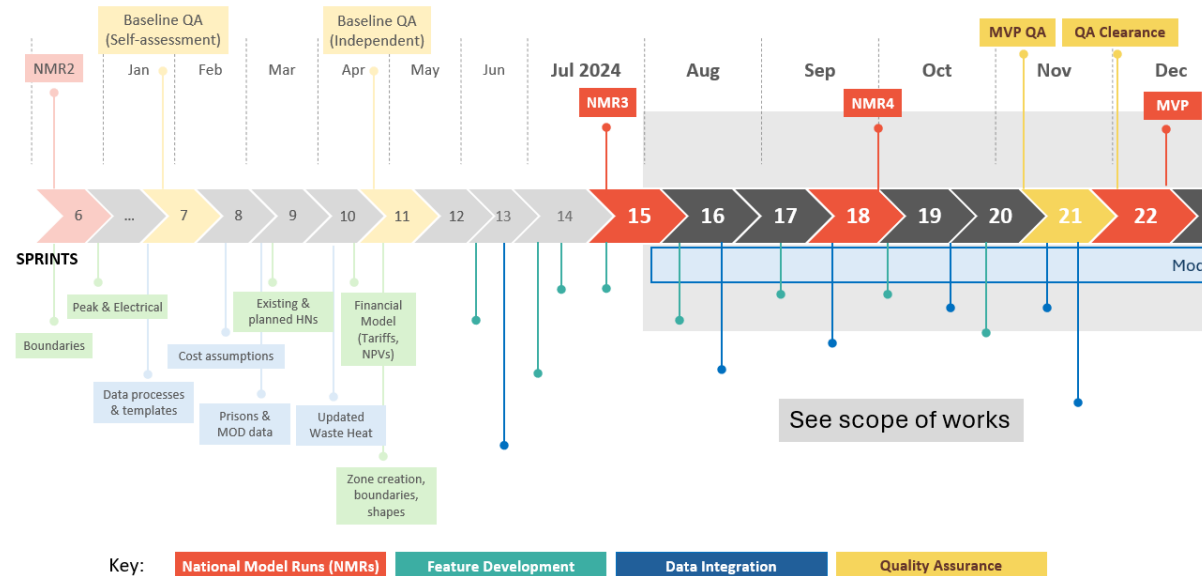 Baseline QA
(Self-assessment)
Baseline QA
(Independent)
MVP QA
QA Clearance
NMR2
Jan
Feb
Mar
Apr
May
Jun
Jul 2024
Aug
Sep
Oct
Nov
Dec
NMR3
NMR4
MVP
6
...
7
8
9
10
11
12
13
14
15
16
17
18
19
20
21
22
SPRINTS
Mod
Peak & Electrical
Existing &
planned HNs
Financial
Model
(Tariffs,
NPVs)
Boundaries
Cost assumptions
Data processes
& templates
Prisons &
MOD data
Updated
Waste Heat
See scope of works
Zone creation,
boundaries,
shapes
Key:
National Model Runs (NMRs)
Feature Development
Data Integration
Quality Assurance